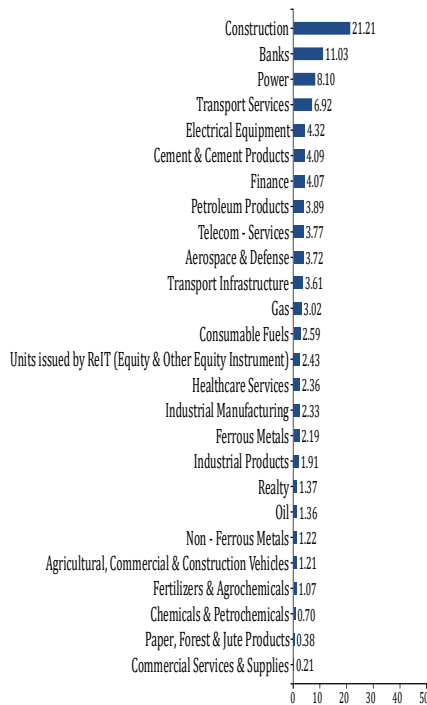 Construction 21.21
Banks 11.03
Power 8.10
Transport Services 6.92
Electrical Equipment 4.32
Cement & Cement Products 4.09
Finance 4.07
Petroleum Products 3.89
Telecom - Services 3.77
Aerospace & Defense 3.72
Transport Infrastructure 3.61
Gas 3.02
Consumable Fuels 2.59
Units issued by ReIT (Equity & Other Equity Instrument) 2.43
Healthcare Services 2.36
Industrial Manufacturing 2.33
Ferrous Metals 2.19
Industrial Products 1.91
Realty 1.37
Oil 1.36
Non - Ferrous Metals 1.22
Agricultural, Commercial & Construction Vehicles 1.21
Fertilizers & Agrochemicals 1.07
Chemicals & Petrochemicals 0.70
Paper, Forest & Jute Products 0.38
Commercial Services & Supplies 0.21
0 10 20 30 40 50